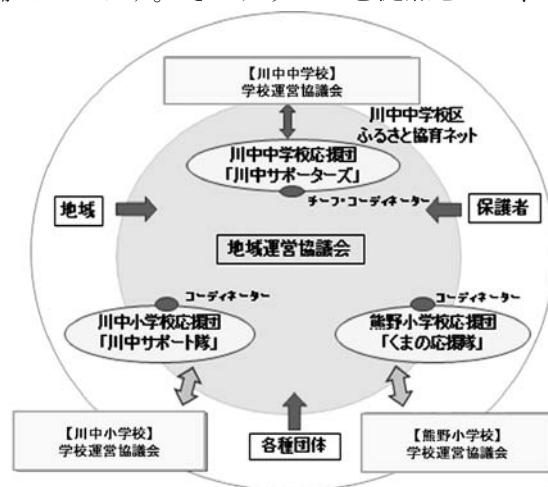 【川中中学校】
学校運営協議会
川中中学校区
ふるさと協育ネット
川中中学校応援団
「川中サポーターズ」
チーフ・コーディネーター
地域
保護者
地域運営協議会
コーディネーター
コーディネーター
川中小学校応援団
「川中サポート隊」
熊野小学校応援団
「くまの応援隊」
【川中小学校】
学校運営協議会
各種団体
【熊野小学校】
学校運営協議会